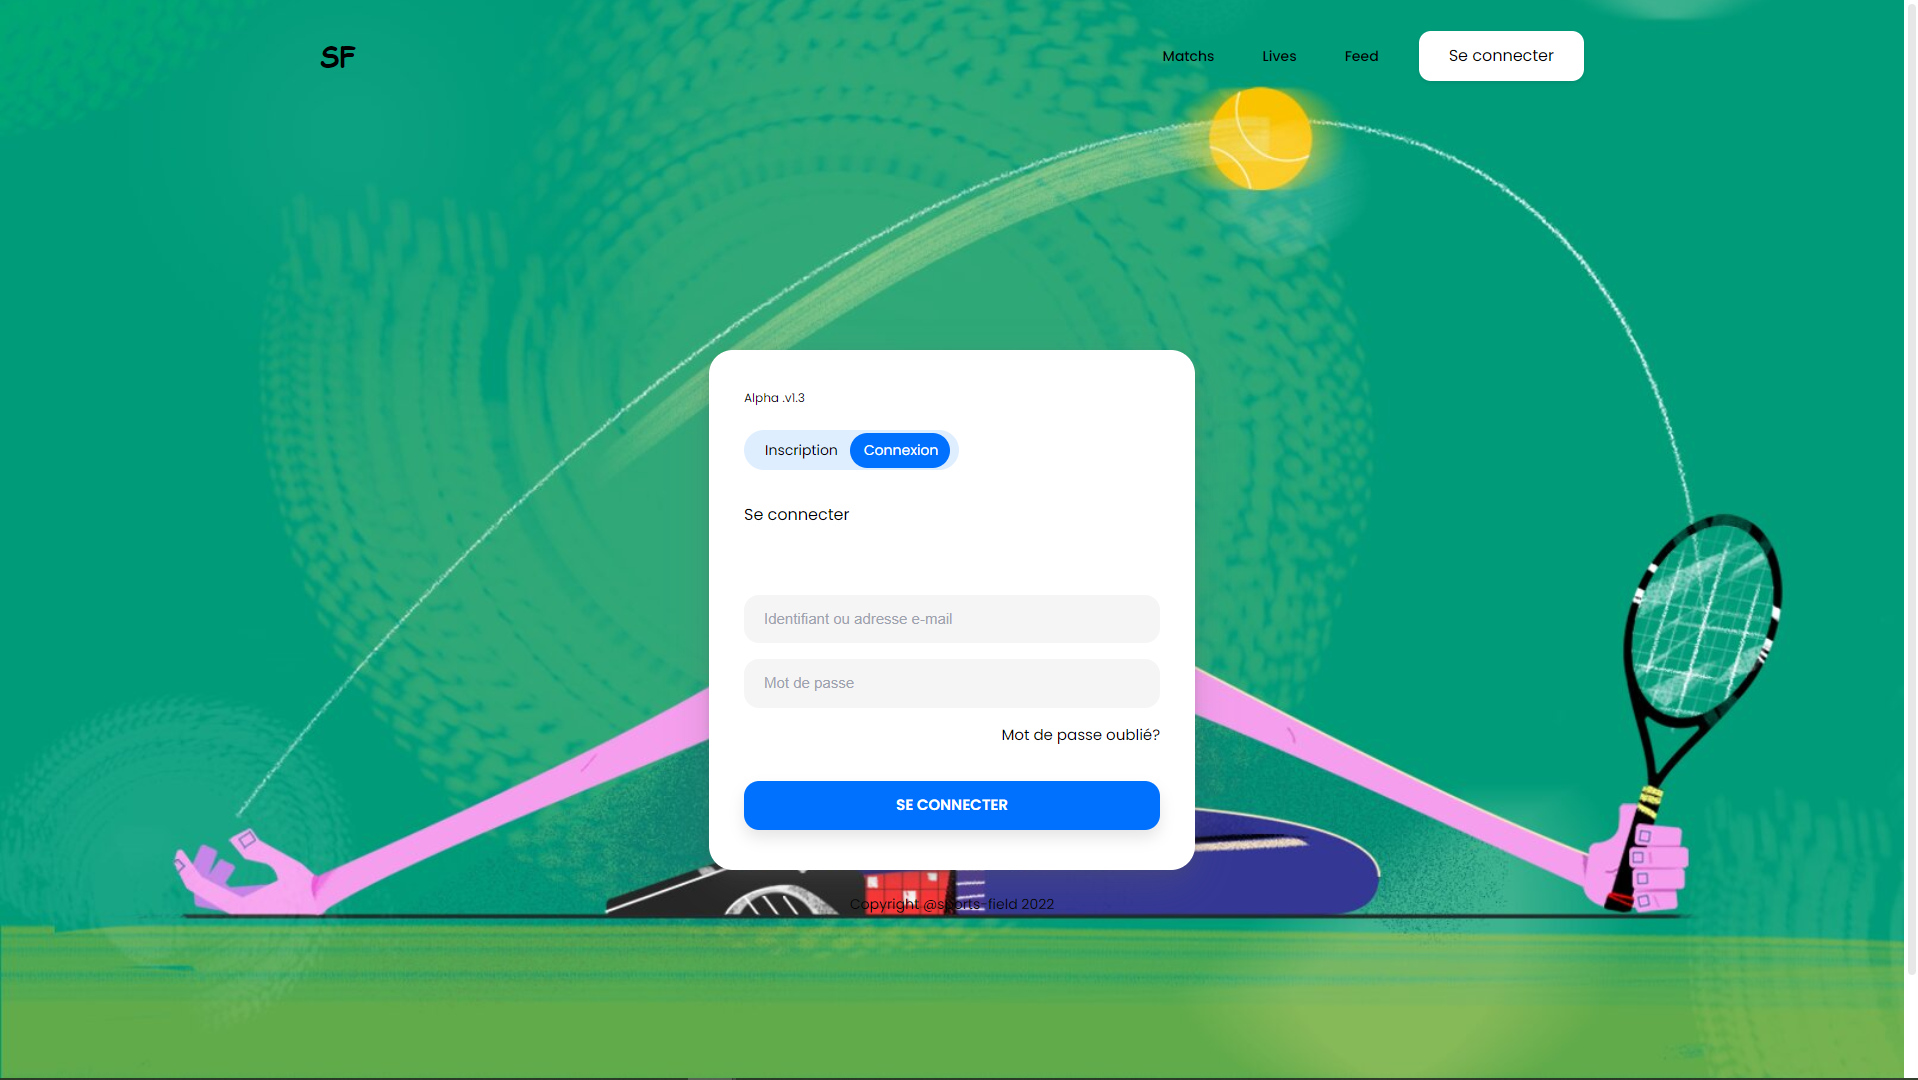 SF
Matchs
Lives
Feed
Se connecter
Alpha .v1.3
Inscription
Connexion
Se connecter
Identifiant ou adresse e-mail
Mot de passe
Mot de passe oublié?
SE CONNECTER
Copyright @sports-field 2022